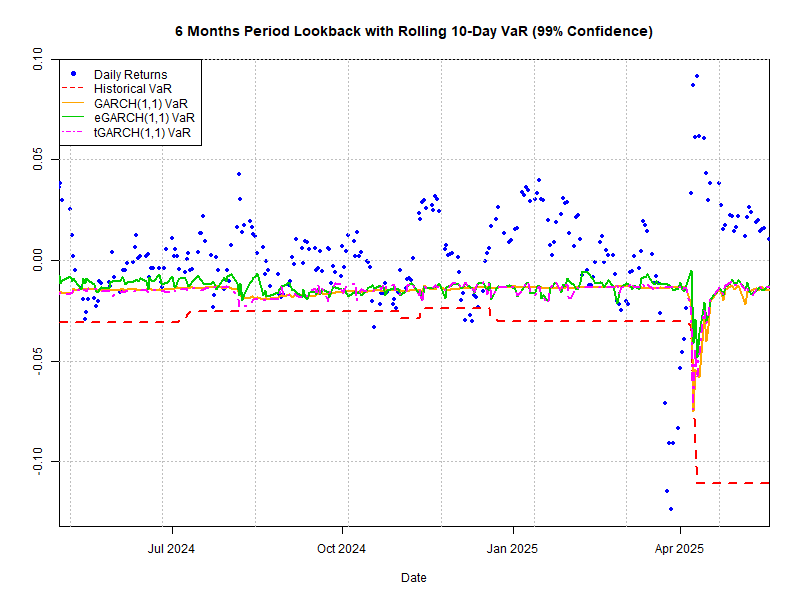 6 Months Period Lookback with Rolling 10-Day VaR (99% Confidence)
0.10
0.05
0.00
-0.05
-0.10
Daily Returns
Historical VaR
GARCH(1,1) VaR
eGARCH(1,1) VaR
tGARCH(1,1) VaR
Jul 2024
Oct 2024
Jan 2025
Apr 2025
Date